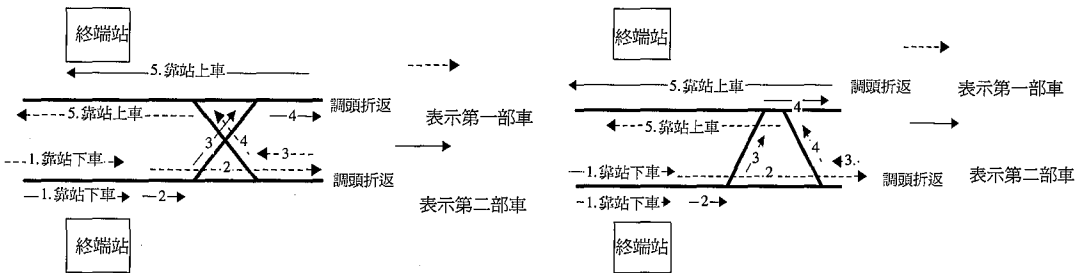 終端站
5.靠站上車
調頭折返
表示第一部車
5.靠站上車
4
3
4
1.靠站下車
3
2
調頭折返
1.靠站下車
2
表示第二部車
終端站
終端站
5.靠站上車
調頭折返
表示第一部車
4
5.靠站上車
3
4
1.靠站下車
3
2
調頭折返
1.靠站下車
2
表示第二部車
終端站